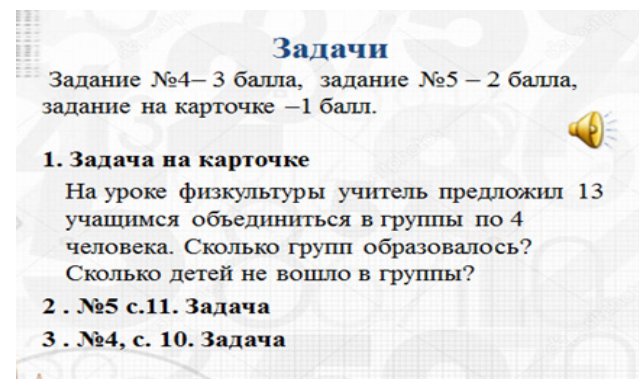 Задачи
Задание №4– 3 балла, задание №5 – 2 балла,
задание на карточке –1 балл.
1. Задача на карточке
На уроке физкультуры учитель предложил 13
учащимся объединиться в группы по 4
человека. Сколько групп образовалось?
Сколько детей не вошло в группы?
2 . №5 с.11. Задача
3 . №4, с. 10. Задача